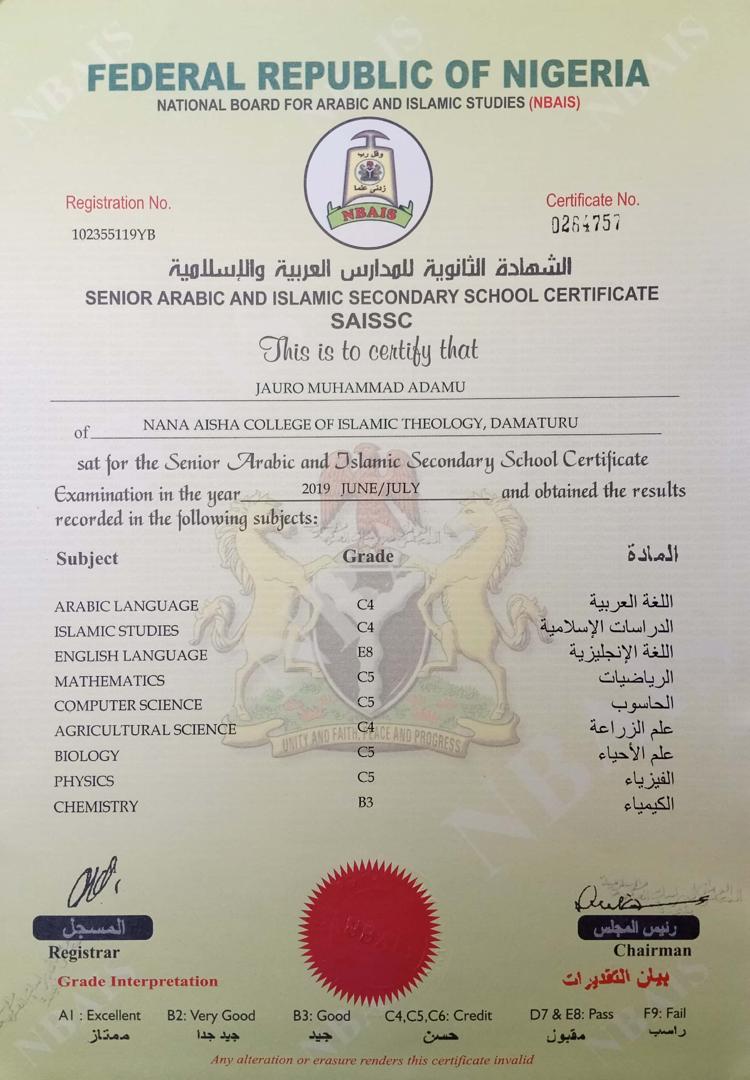 FEDERAL REPUBLIC OF NIGERIA
NATIONAL BOARD FOR ARABIC AND ISLAMIC STUDIES (NBAIS)
وقل رب
زدني علما
NBAIS
Registration No.
102355119YB
Certificate No.
0264757
الشهادة الثانوية للمدارس العربية والإسلامية
SENIOR ARABIC AND ISLAMIC SECONDARY SCHOOL CERTIFICATE
SAISSC
This is to certify that
JAURO MUHAMMAD ADAMU
of NANA AISHA COLLEGE OF ISLAMIC THEOLOGY, DAMATURU
sat for the Senior Arabic and Islamic Secondary School Certificate
Examination in the year 2019 JUNE/JULY and obtained the results
recorded in the following subjects:
Subject Grade المادة
ARABIC LANGUAGE C4 اللغة العربية
ISLAMIC STUDIES C4 الدراسات الإسلامية
ENGLISH LANGUAGE E8 اللغة الإنجليزية
MATHEMATICS C5 الرياضيات
COMPUTER SCIENCE C5 الحاسوب
AGRICULTURAL SCIENCE C4 علم الزراعة
BIOLOGY C5 علم الأحياء
PHYSICS C5 الفيزياء
CHEMISTRY B3 الكيمياء
UNITY AND FAITH, PEACE AND PROGRESS
المسجل
Registrar
رئيس المجلس
Chairman
Grade Interpretation
بيان التقديرات
A1 : Excellent B2: Very Good B3: Good C4,C5,C6: Credit D7 & E8: Pass F9: Fail
ممتاز جيد جدا جيد حسن مقبول راسب
Any alteration or erasure renders this certificate invalid